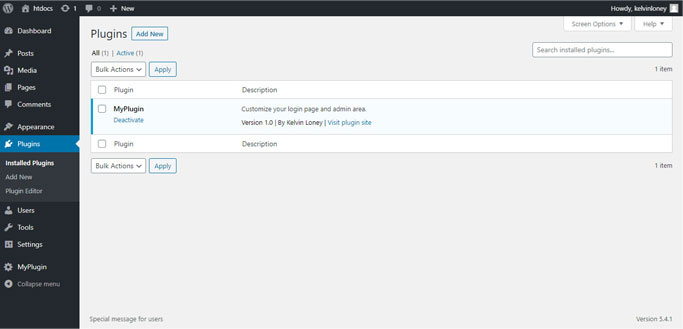 htdocs 1 0 New Howdy, kelvinloney
Screen Options Help
Dashboard
Posts
Media
Pages
Comments
Appearance
Plugins
Installed Plugins
Add New
Plugin Editor
Users
Tools
Settings
MyPlugin
Collapse menu
Plugins Add New
All (1) | Active (1)
Search installed plugins...
Bulk Actions Apply 1 item
Plugin Description
MyPlugin Customize your login page and admin area.
Deactivate Version 1.0 | By Kelvin Loney | Visit plugin site
Plugin Description
Bulk Actions Apply 1 item
Special message for users Version 5.4.1